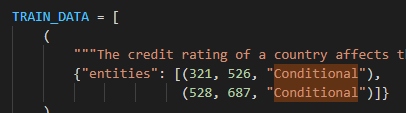 TRAIN_DATA = [
(
"""The credit rating of a country affects
{"entities": [(321, 526, "Conditional"),
(528, 687, "Conditional")]}
)